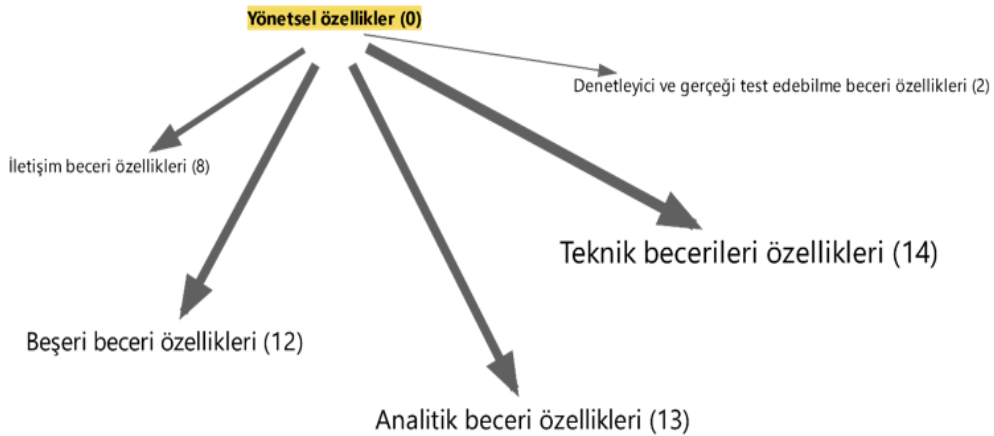 Yönetsel özellikler (0)
Denetleyici ve gerçeği test edebilme beceri özellikleri (2)
İletişim beceri özellikleri (8)
Teknik becerileri özellikleri (14)
Beşeri beceri özellikleri (12)
Analitik beceri özellikleri (13)